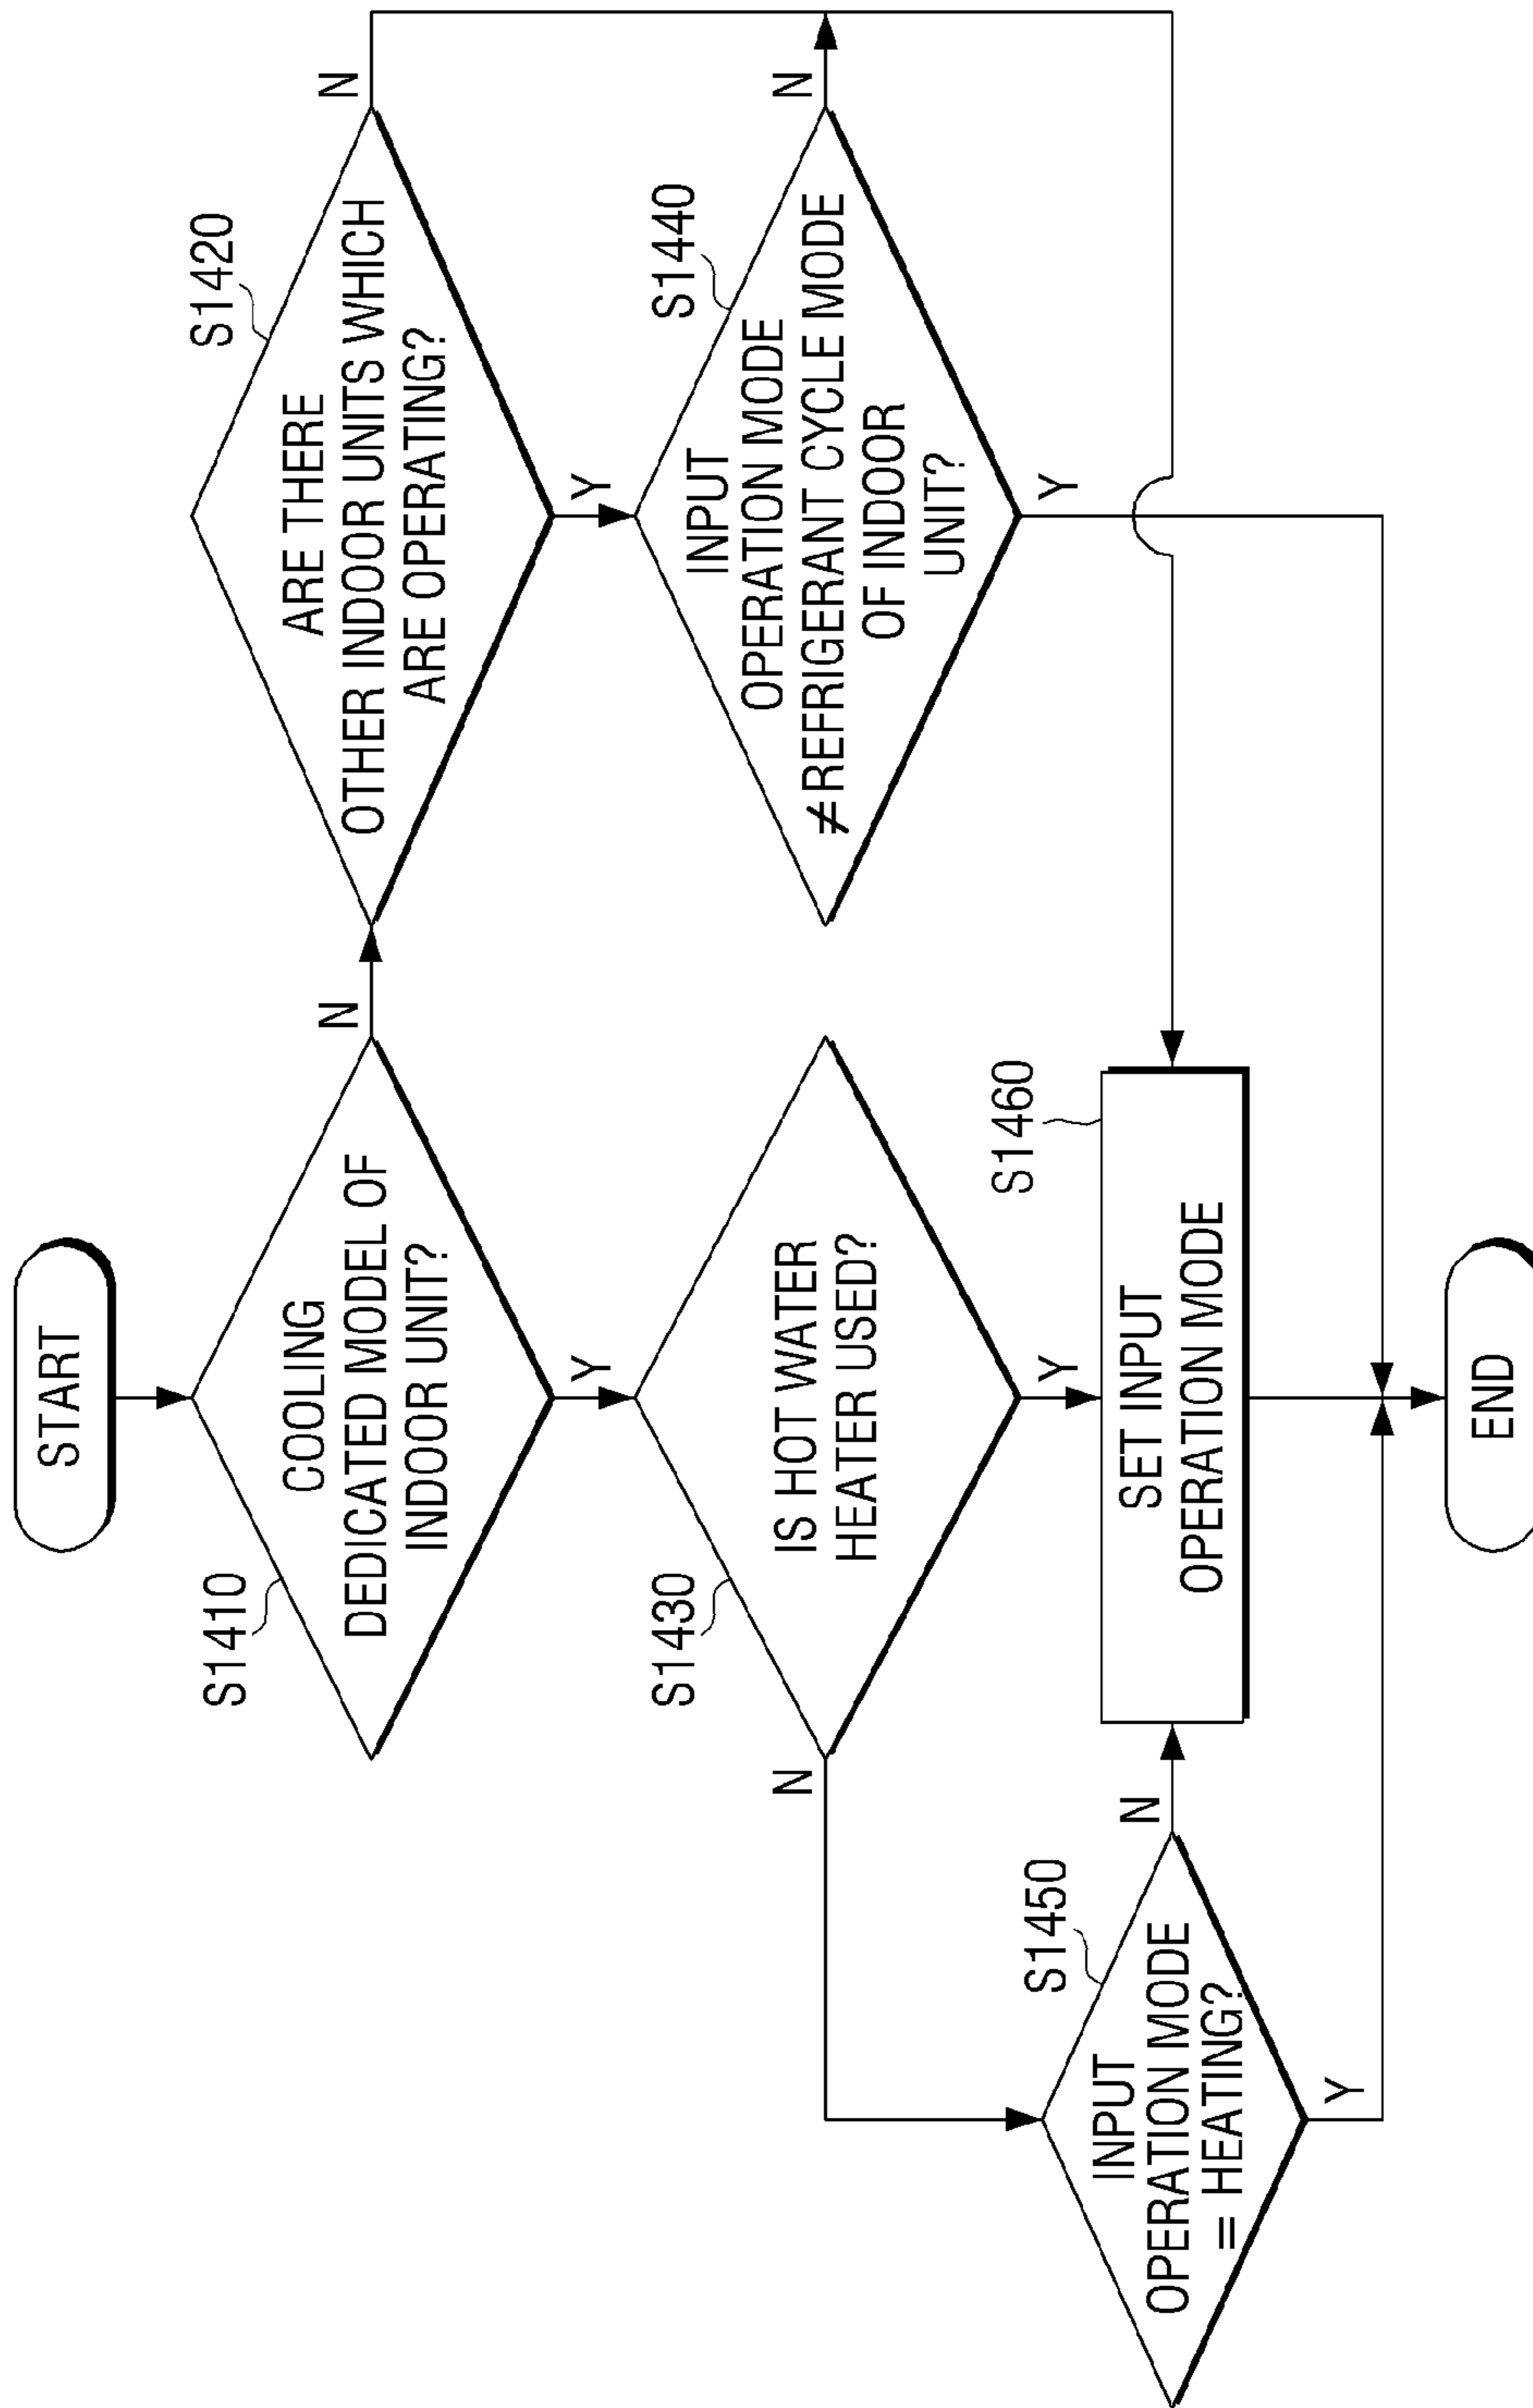 START
S1410
COOLING
DEDICATED MODEL OF
INDOOR UNIT?
N
Y
S1420
ARE THERE
OTHER INDOOR UNITS WHICH
ARE OPERATING?
N
Y
S1430
IS HOT WATER
HEATER USED?
N
Y
S1440
INPUT
OPERATION MODE
≠ REFRIGERANT CYCLE MODE
OF INDOOR
UNIT?
N
Y
S1450
INPUT
OPERATION MODE
= HEATING?
N
Y
S1460
SET INPUT
OPERATION MODE
END